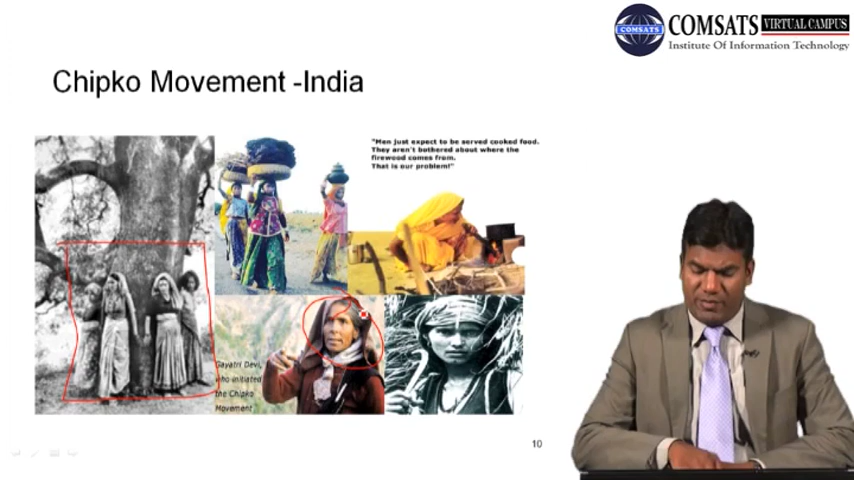 COMSATS VIRTUAL CAMPUS
Institute Of Information Technology
COMSATS
Chipko Movement -India
"Men just expect to be served cooked food.
They aren't bothered about where the
firewood comes from.
That is our problem!"
Gayatri Devi,
who initiated
the Chipko
Movement
10